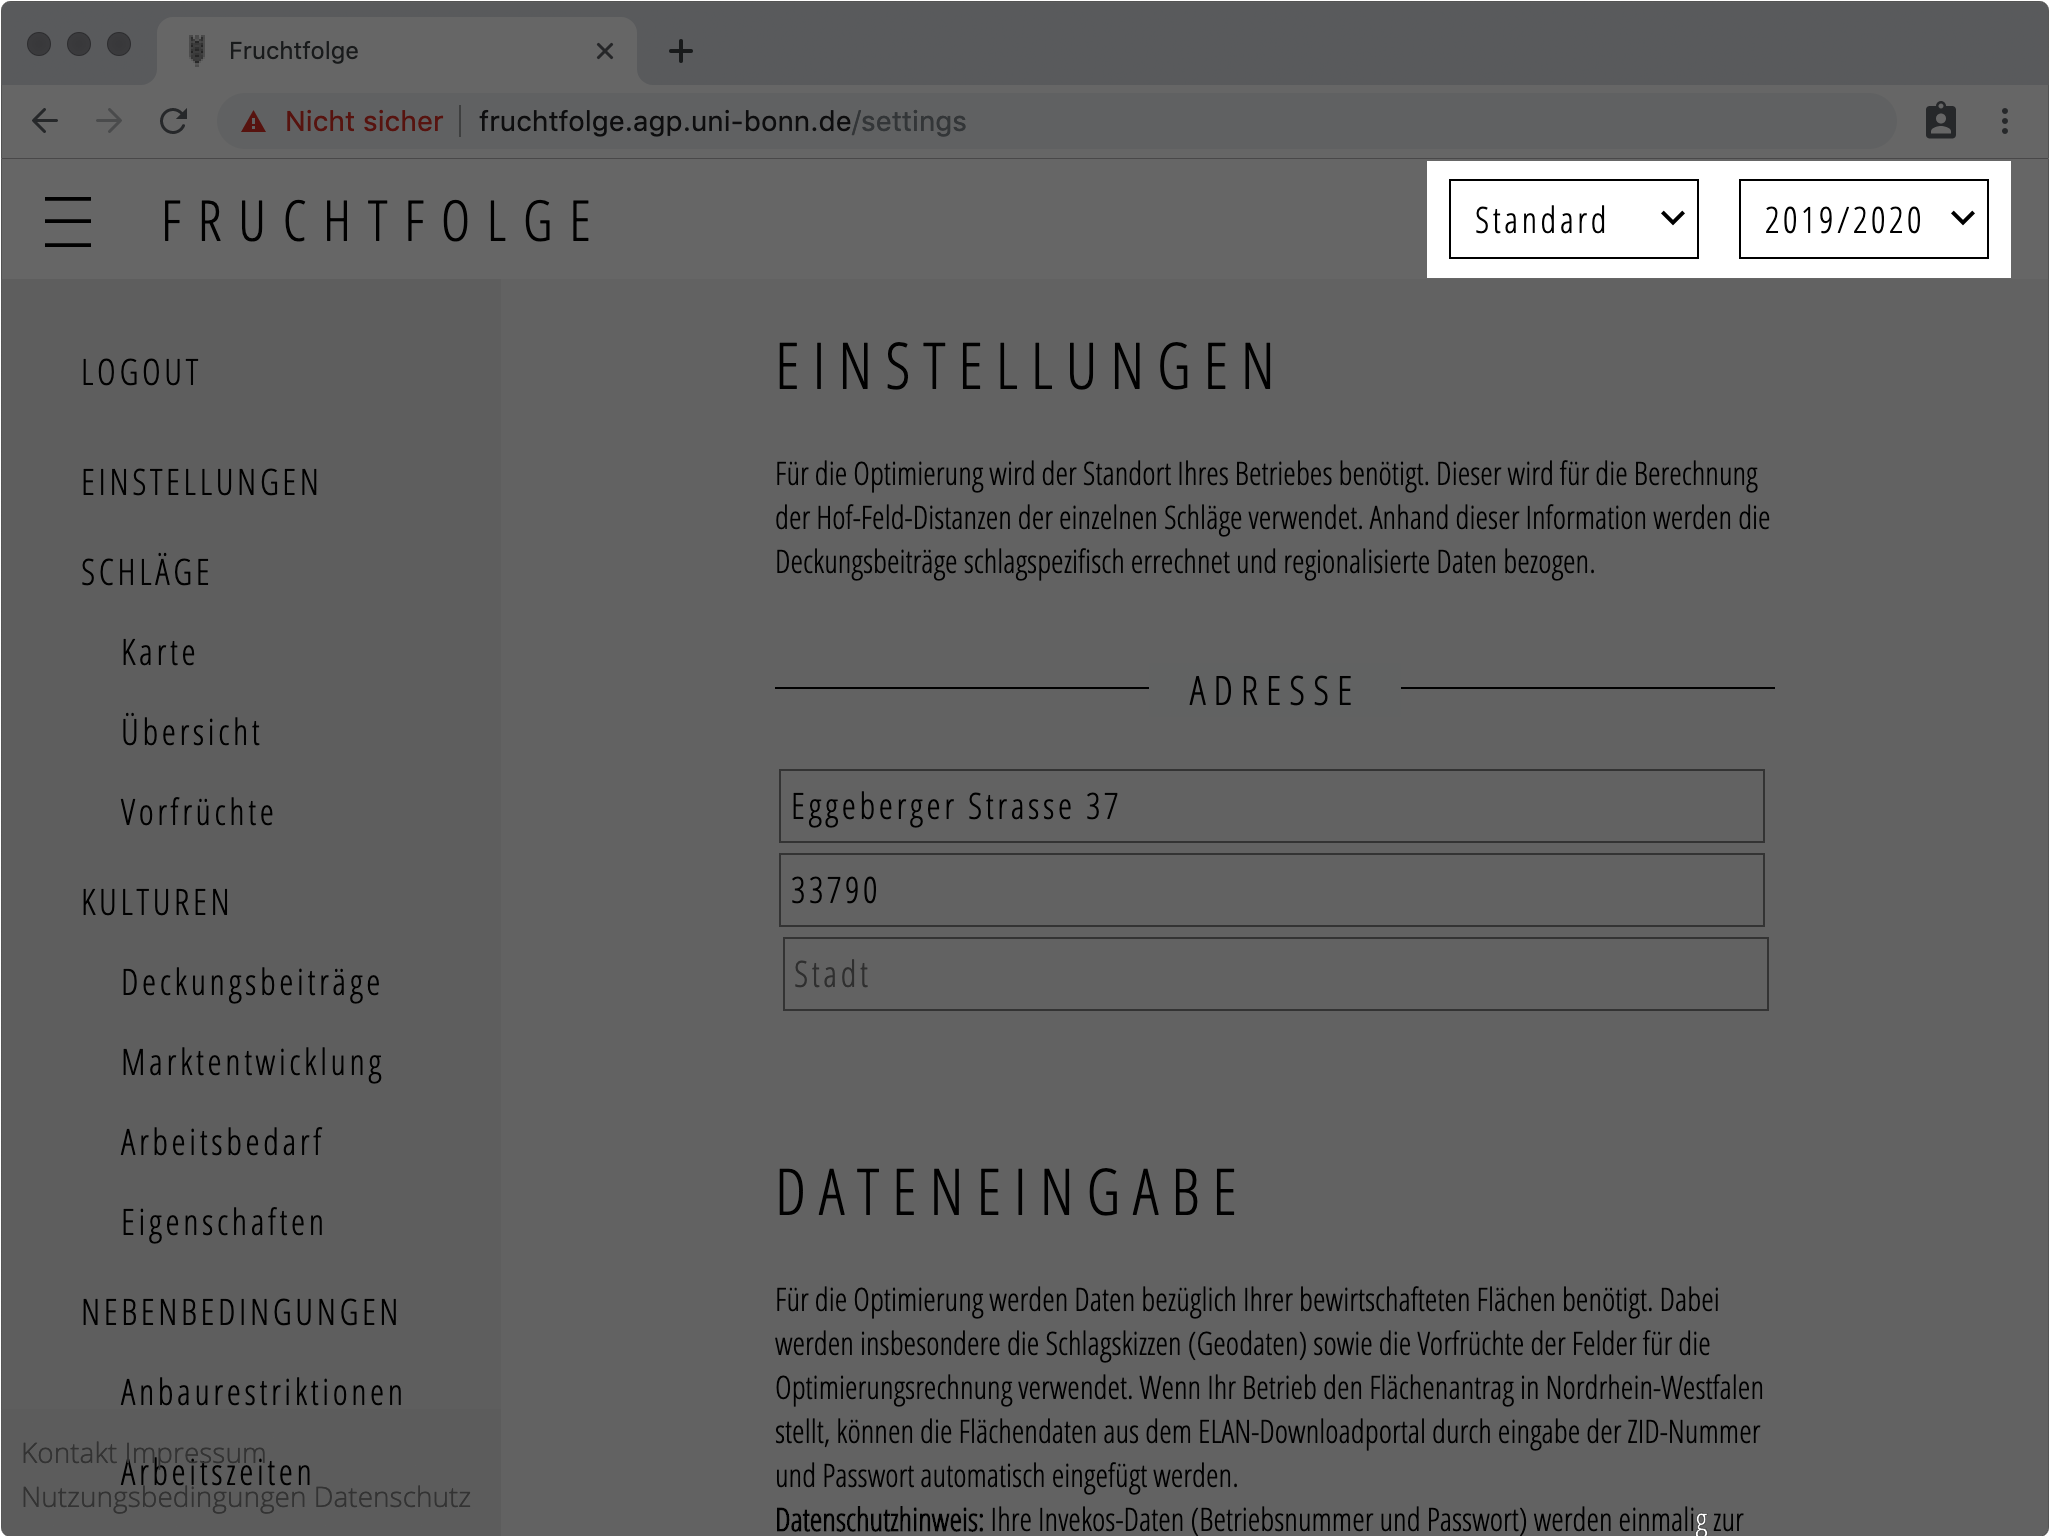 Fruchtfolge
Nicht sicher fruchtfolge.agp.uni-bonn.de/settings
FRUCHTFOLGE
Standard
2019/2020
LOGOUT
EINSTELLUNGEN
SCHLÄGE
Karte
Übersicht
Vorfrüchte
KULTUREN
Deckungsbeiträge
Marktentwicklung
Arbeitsbedarf
Eigenschaften
NEBENBEDINGUNGEN
Anbaurestriktionen
Arbeitszeiten
Kontakt Impressum
Nutzungsbedingungen Datenschutz
EINSTELLUNGEN
Für die Optimierung wird der Standort Ihres Betriebes benötigt. Dieser wird für die Berechnung
der Hof-Feld-Distanzen der einzelnen Schläge verwendet. Anhand dieser Information werden die
Deckungsbeiträge schlagspezifisch errechnet und regionalisierte Daten bezogen.
ADRESSE
Eggeberger Strasse 37
33790
Stadt
DATENEINGABE
Für die Optimierung werden Daten bezüglich Ihrer bewirtschafteten Flächen benötigt. Dabei
werden insbesondere die Schlagskizzen (Geodaten) sowie die Vorfrüchte der Felder für die
Optimierungsrechnung verwendet. Wenn Ihr Betrieb den Flächenantrag in Nordrhein-Westfalen
stellt, können die Flächendaten aus dem ELAN-Downloadportal durch eingabe der ZID-Nummer
und Passwort automatisch eingefügt werden.
Datenschutzhinweis: Ihre Invekos-Daten (Betriebsnummer und Passwort) werden einmalig zur